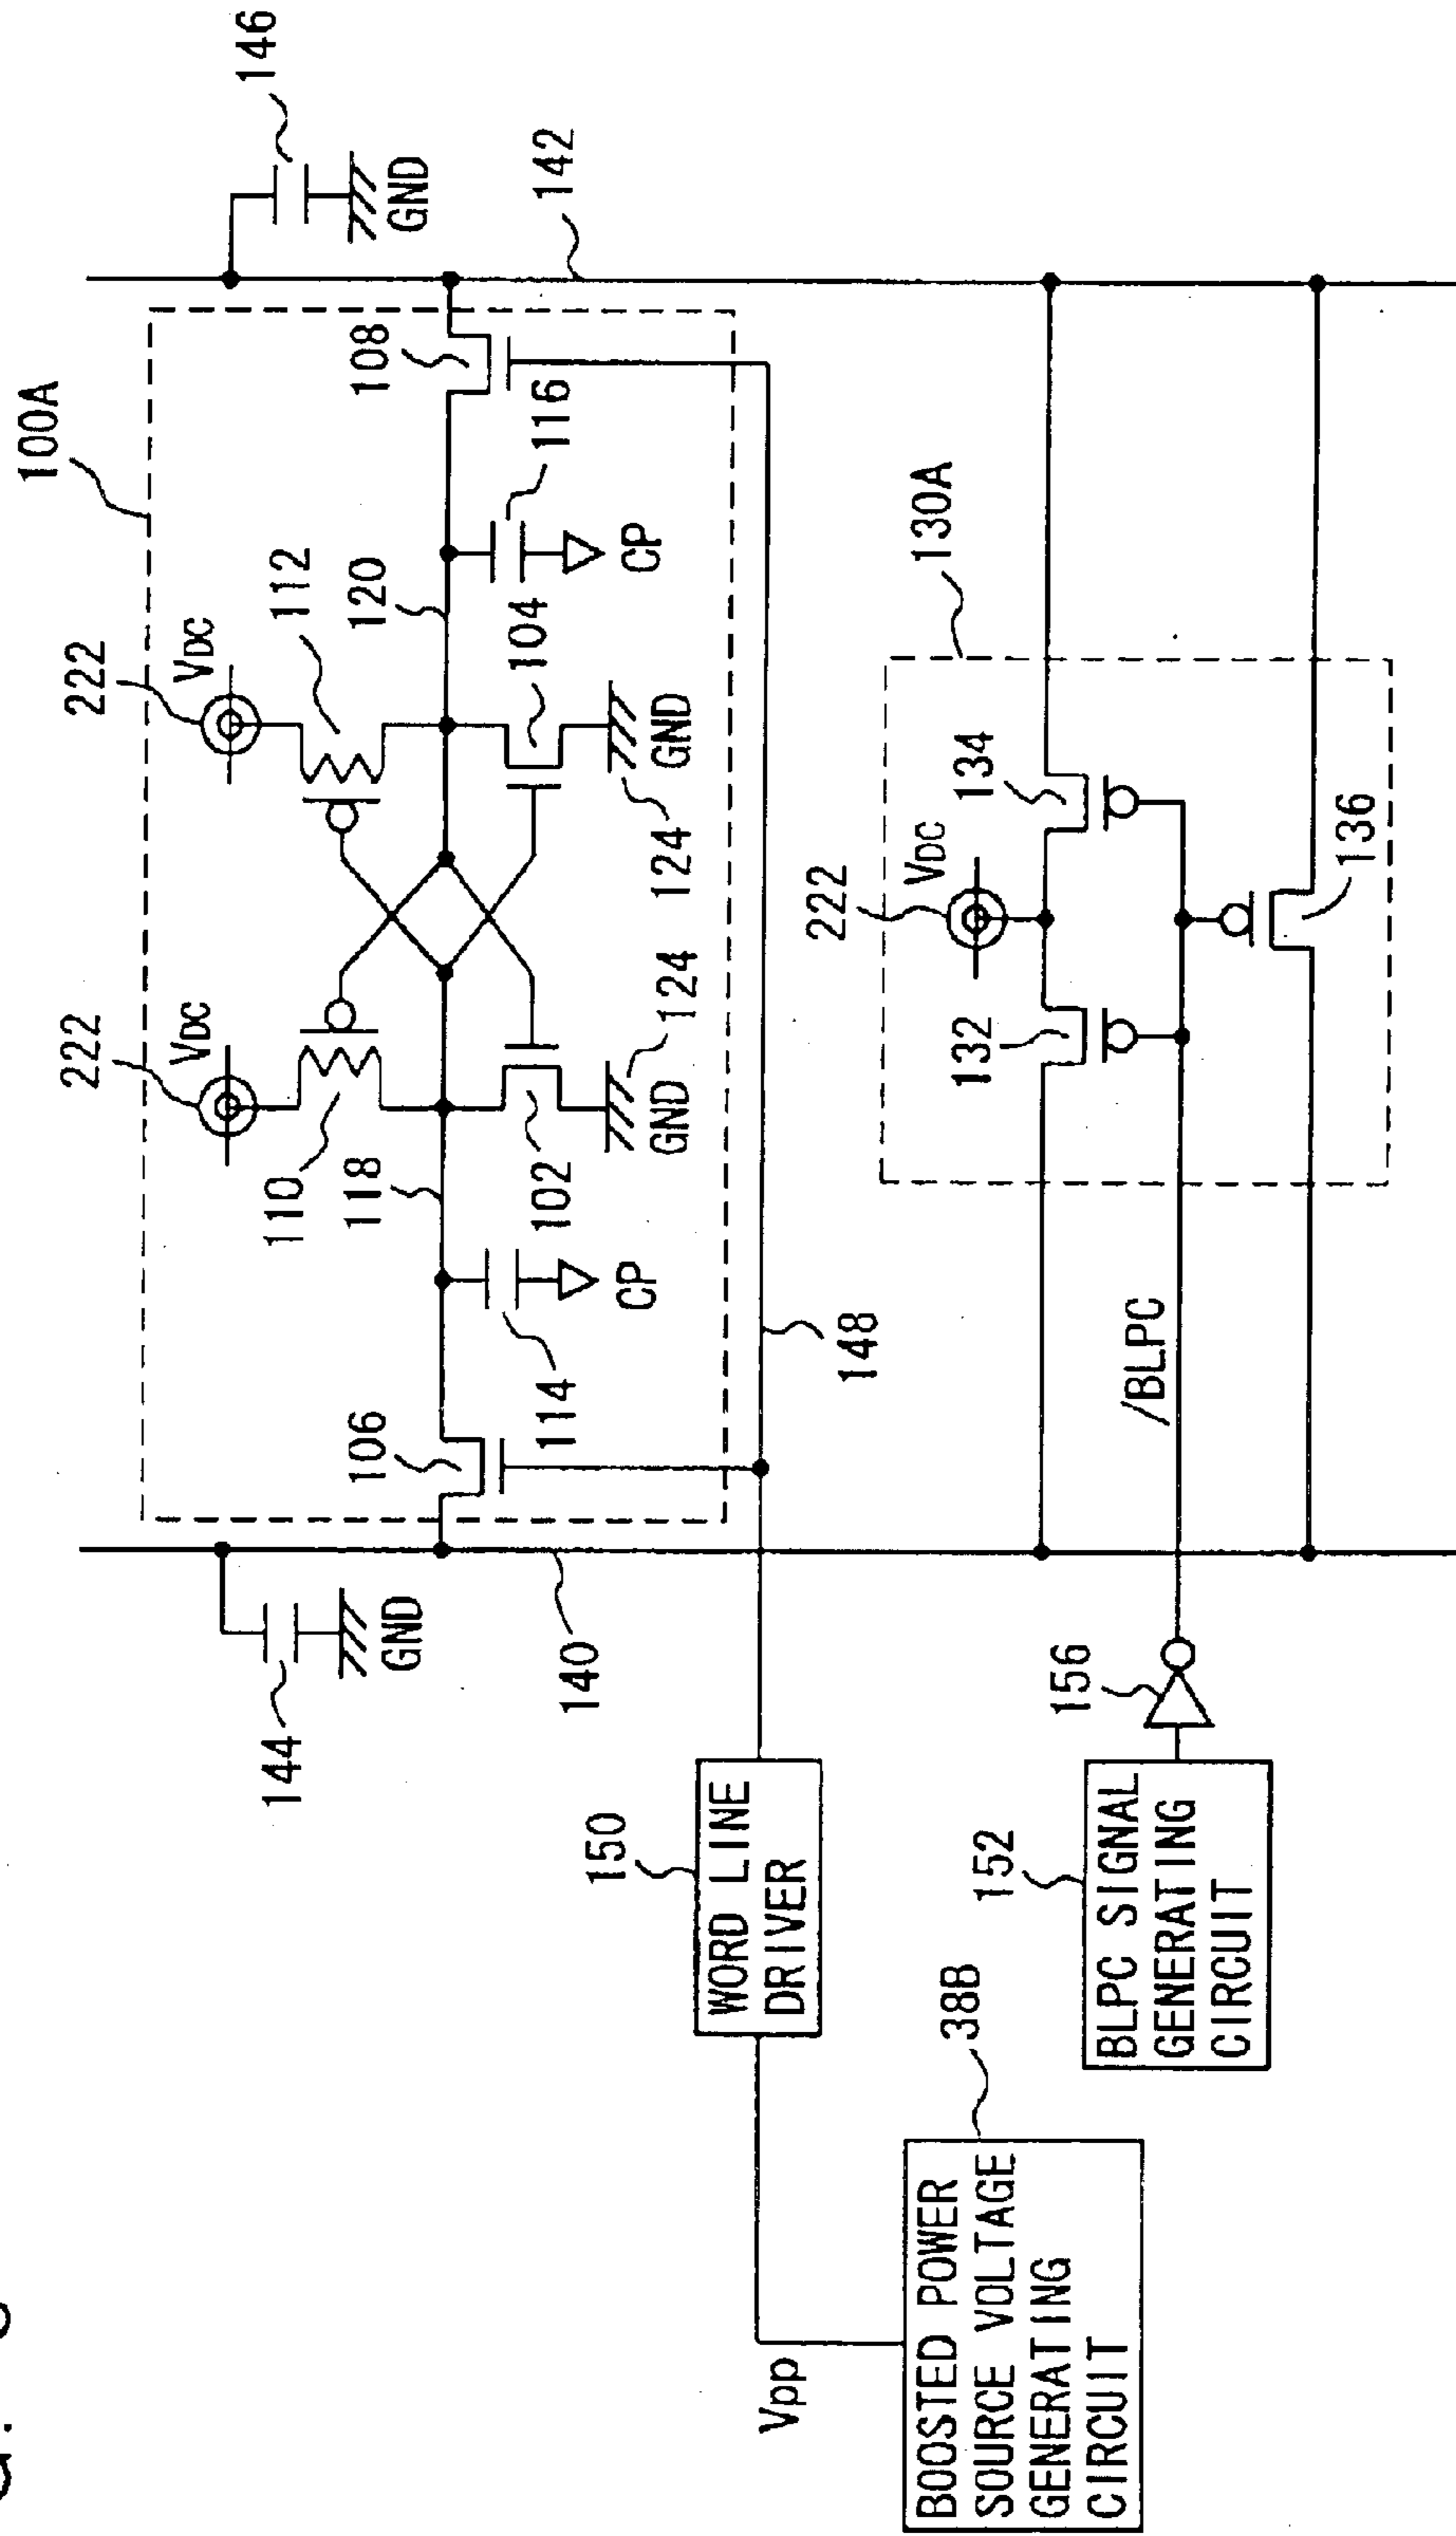 100A
146
GND
142
222
VDC
222
VDC
144
GND
110
112
108
106
118
120
116
114
CP
102
104
CP
GND
124
GND
124
140
148
150
WORD LINE
DRIVER
Vpp
38B
BOOSTED POWER
SOURCE VOLTAGE
GENERATING
CIRCUIT
130A
222
VDC
132
134
136
/BLPC
156
152
BLPC SIGNAL
GENERATING
CIRCUIT